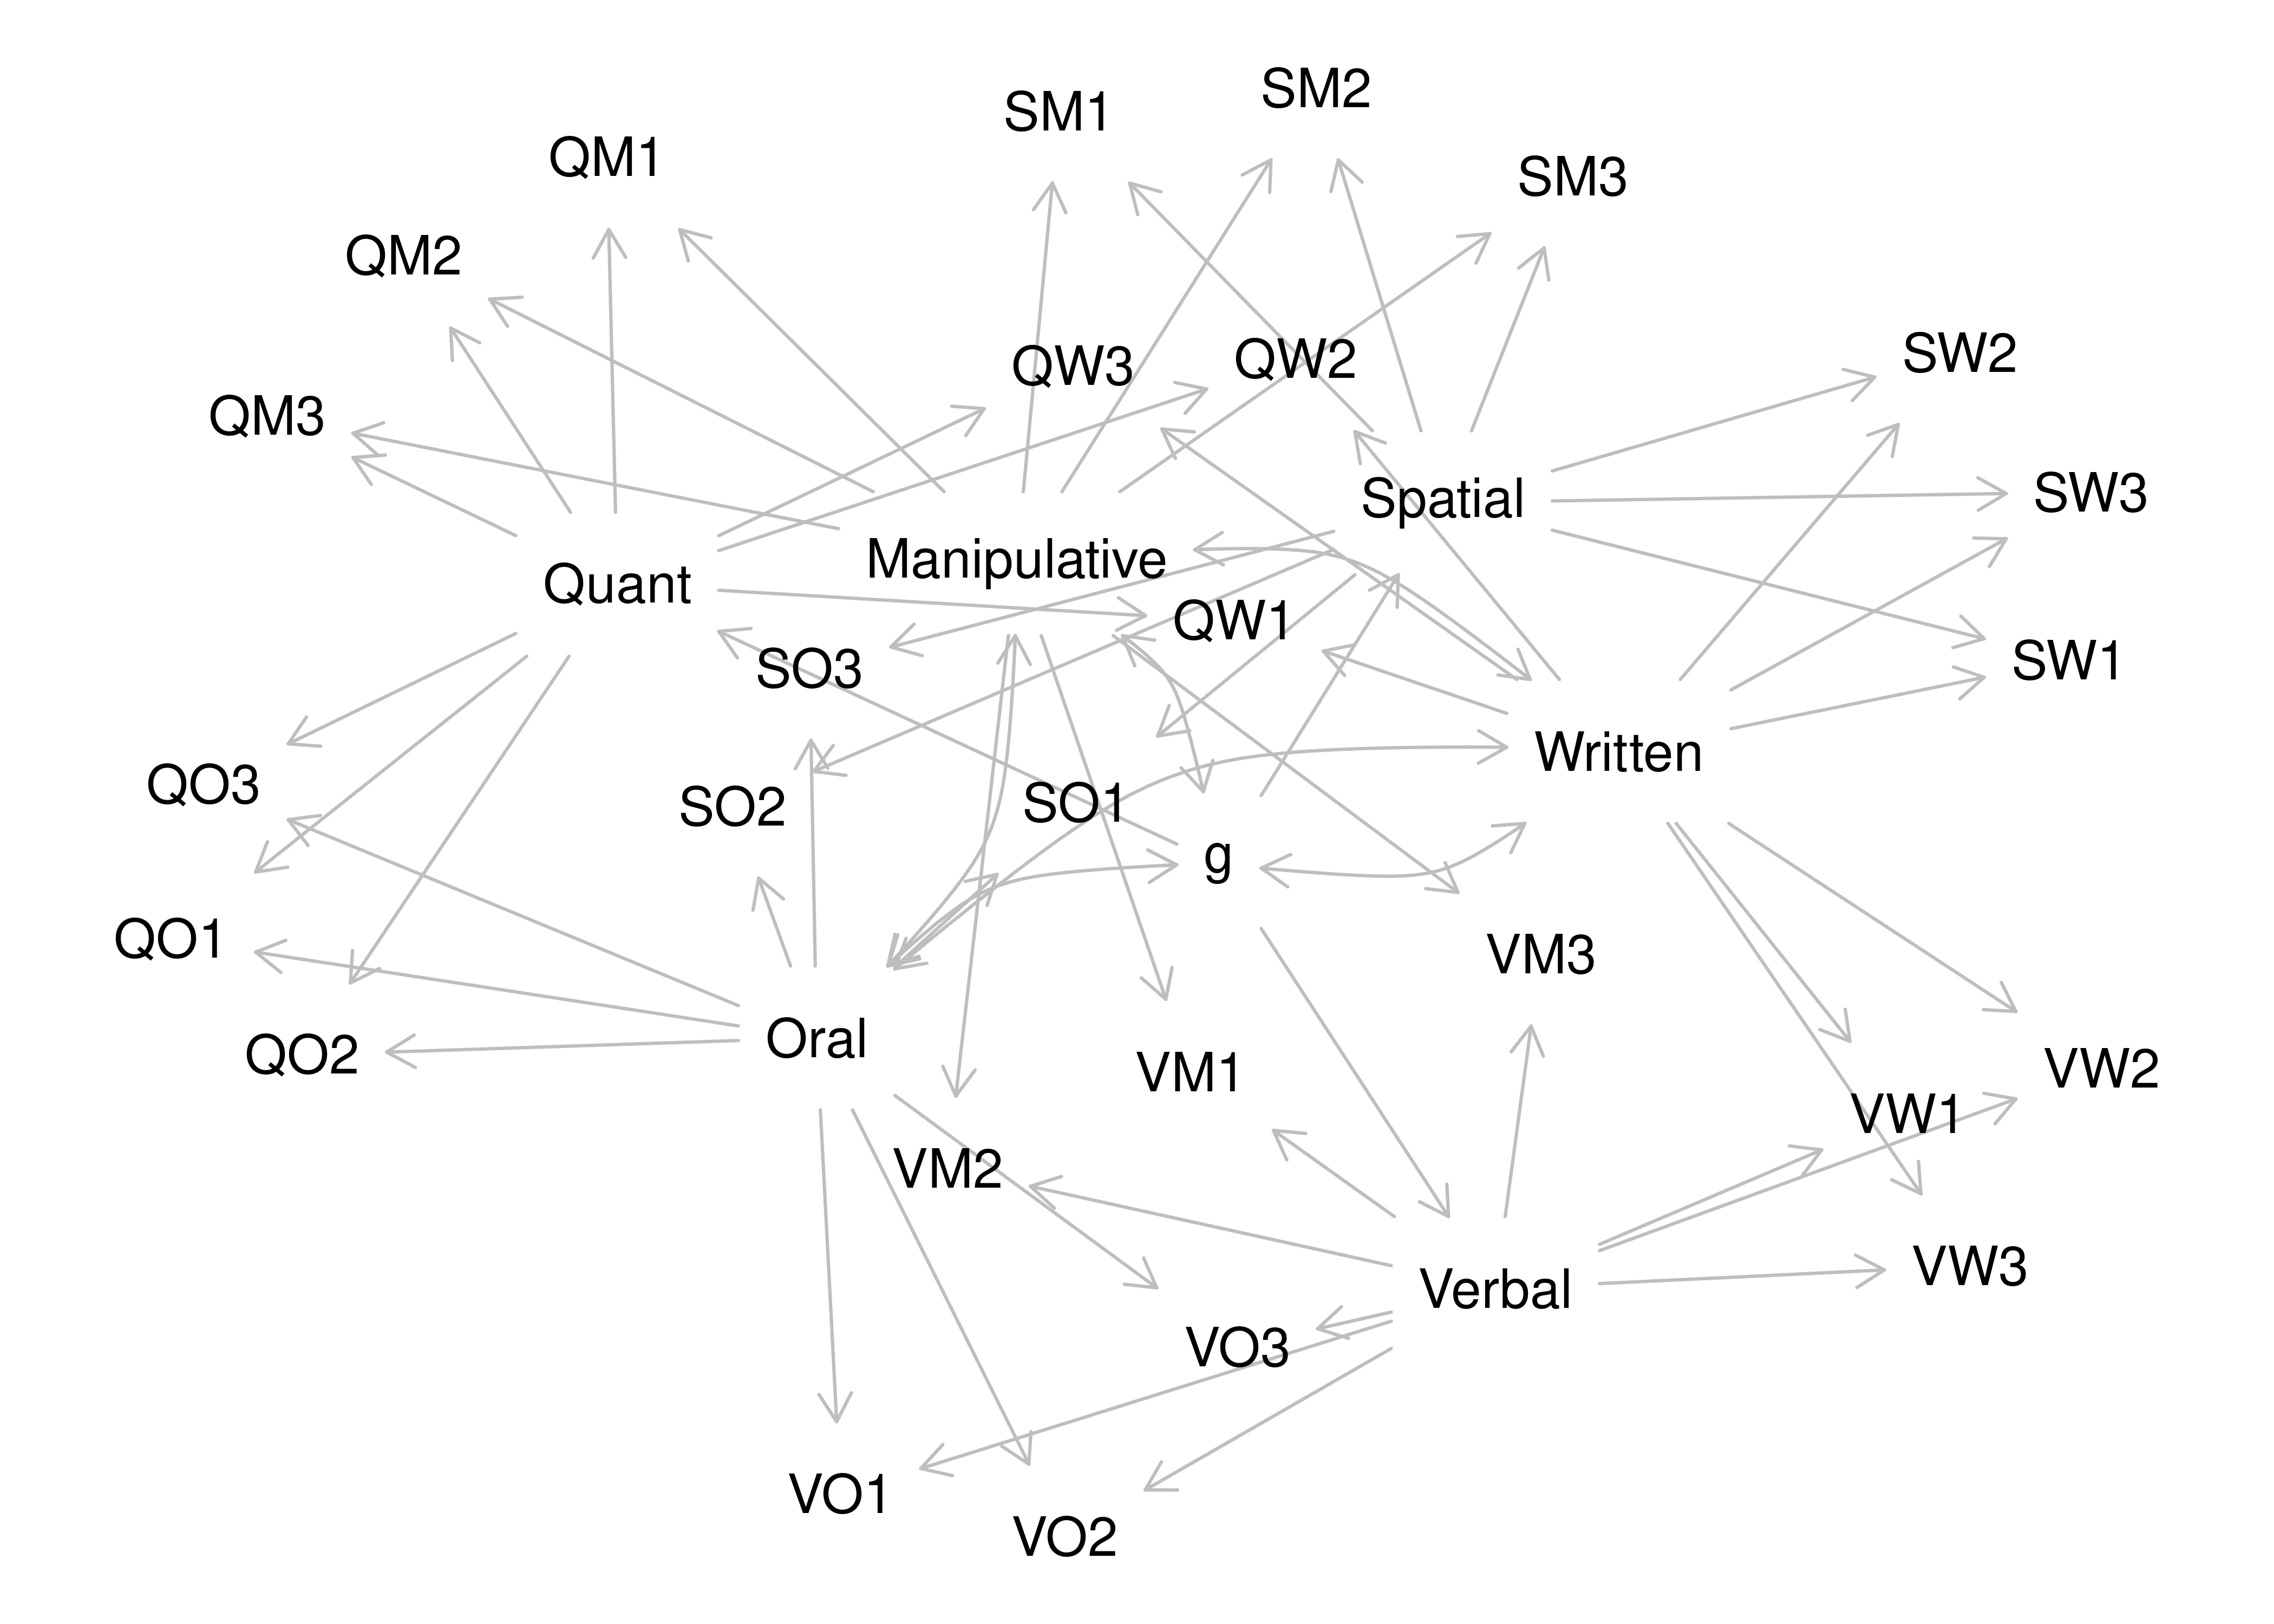 SM2
SM1
QM1
SM3
QM2
SW2
QW2
QW3
QM3
SW3
Spatial
Manipulative
Quant
QW1
SW1
SO3
Written
QO3
SO1
SO2
g
QO1
VM3
Oral
QO2
VW2
VM1
VW1
VM2
VW3
Verbal
VO3
VO1
VO2